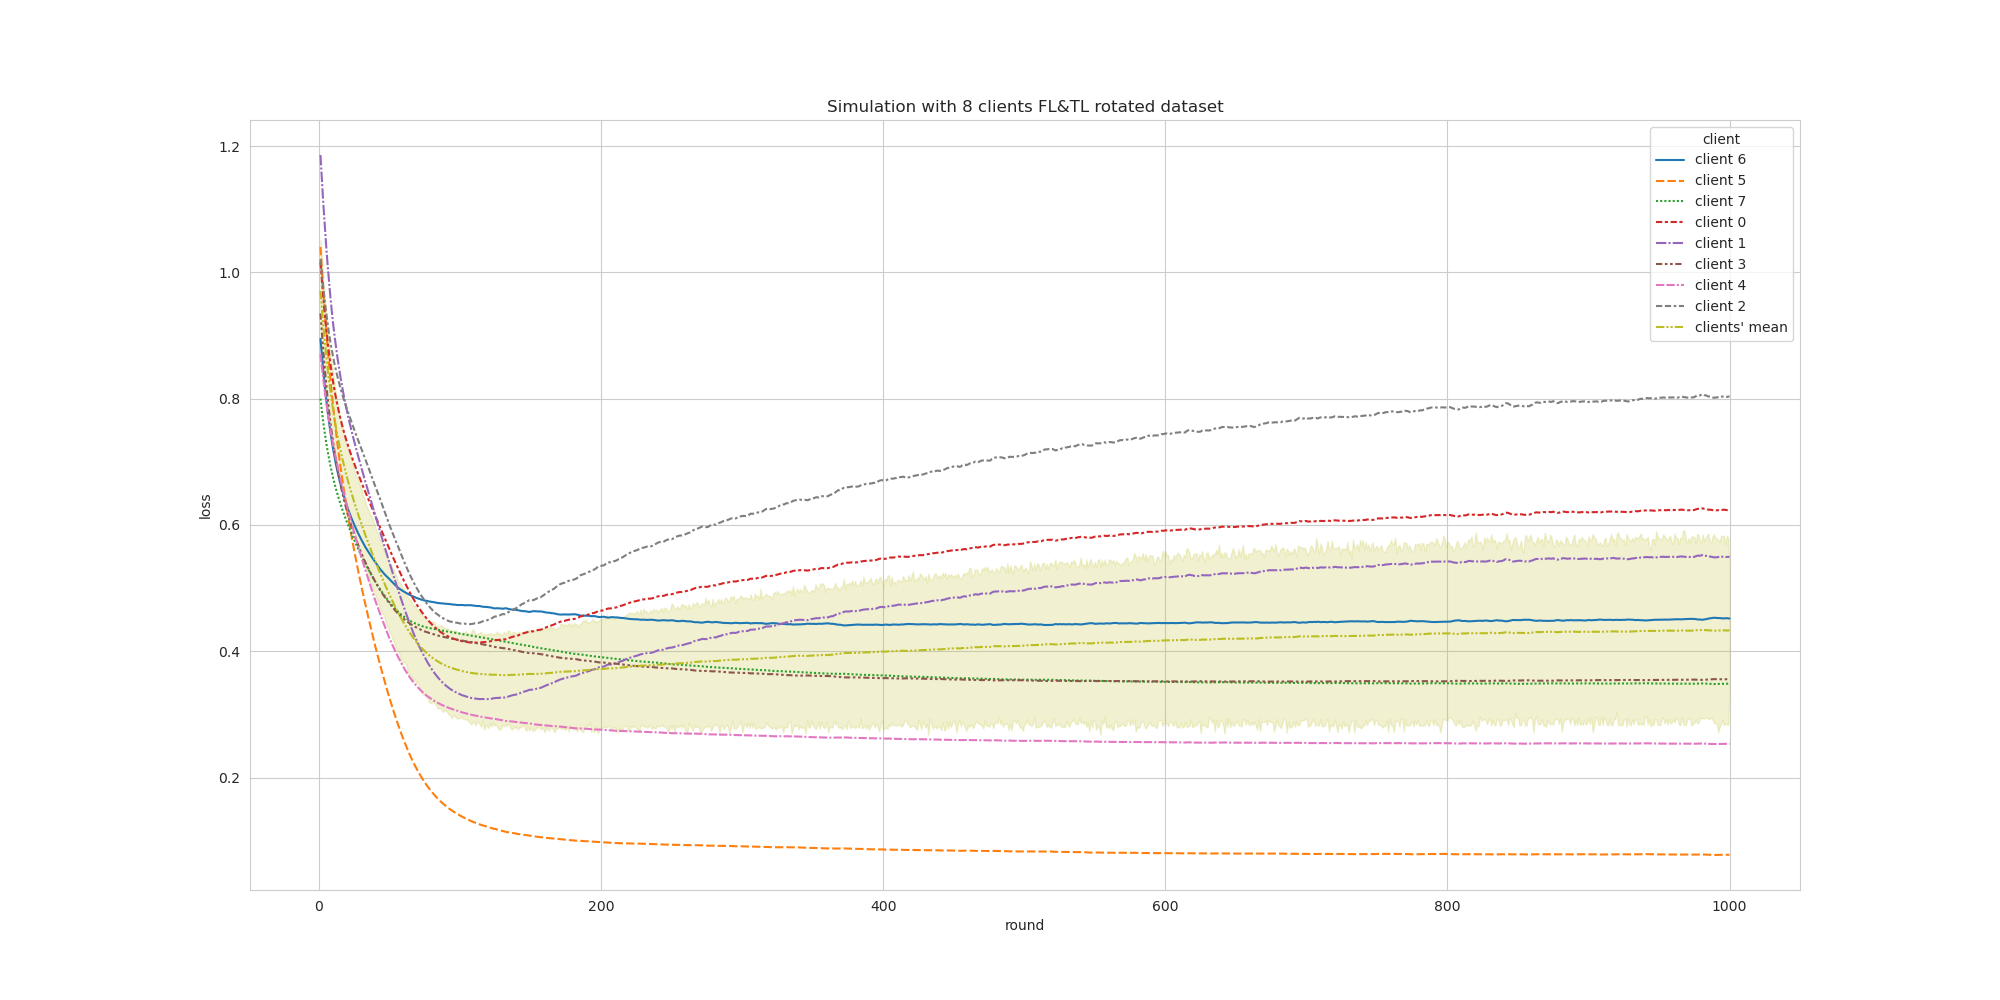 Simulation with 8 clients FL&TL rotated dataset
1.2
1.0
0.8
0.6
0.4
0.2
loss
0 200 400 600 800 1000
round
client
client 6
client 5
client 7
client 0
client 1
client 3
client 4
client 2
clients' mean